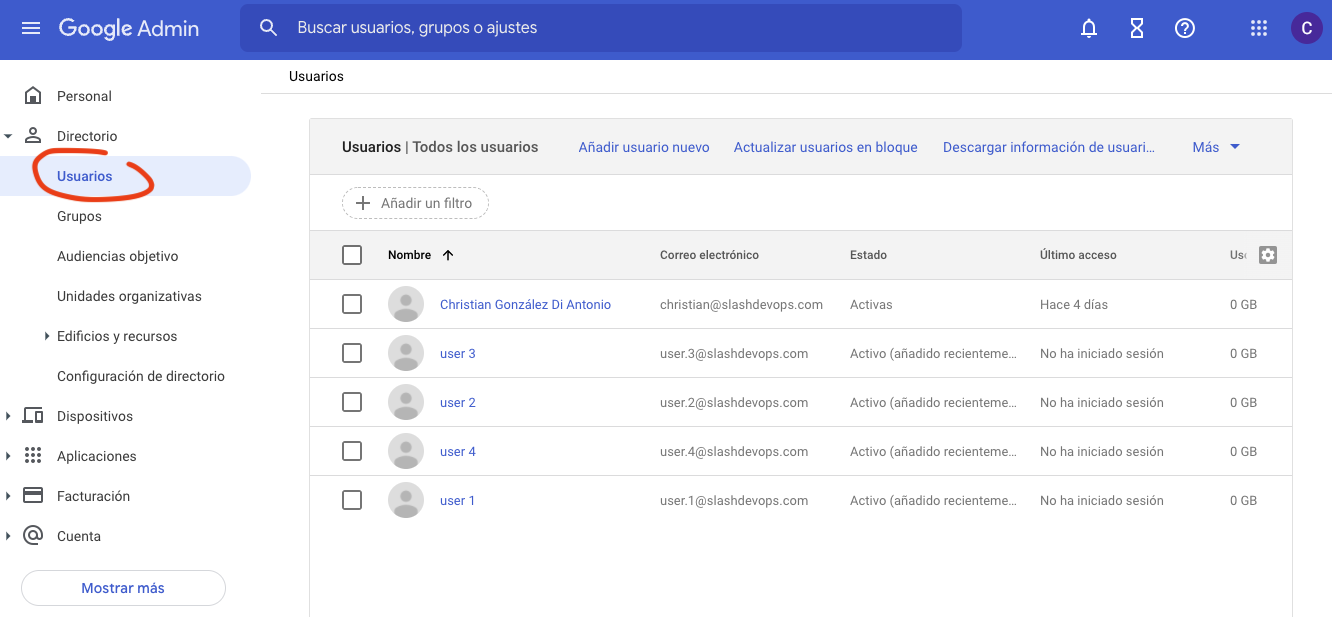 Google Admin
Buscar usuarios, grupos o ajustes
C
Personal
Directorio
Usuarios
Grupos
Audiencias objetivo
Unidades organizativas
Edificios y recursos
Configuración de directorio
Dispositivos
Aplicaciones
Facturación
Cuenta
Mostrar más
Usuarios
Usuarios | Todos los usuarios Añadir usuario nuevo Actualizar usuarios en bloque Descargar información de usuari... Más
Añadir un filtro
Nombre Correo electrónico Estado Último acceso
Christian González Di Antonio christian@slashdevops.com Activas Hace 4 días 0 GB
user 3 user.3@slashdevops.com Activo (añadido recienteme... No ha iniciado sesión 0 GB
user 2 user.2@slashdevops.com Activo (añadido recienteme... No ha iniciado sesión 0 GB
user 4 user.4@slashdevops.com Activo (añadido recienteme... No ha iniciado sesión 0 GB
user 1 user.1@slashdevops.com Activo (añadido recienteme... No ha iniciado sesión 0 GB